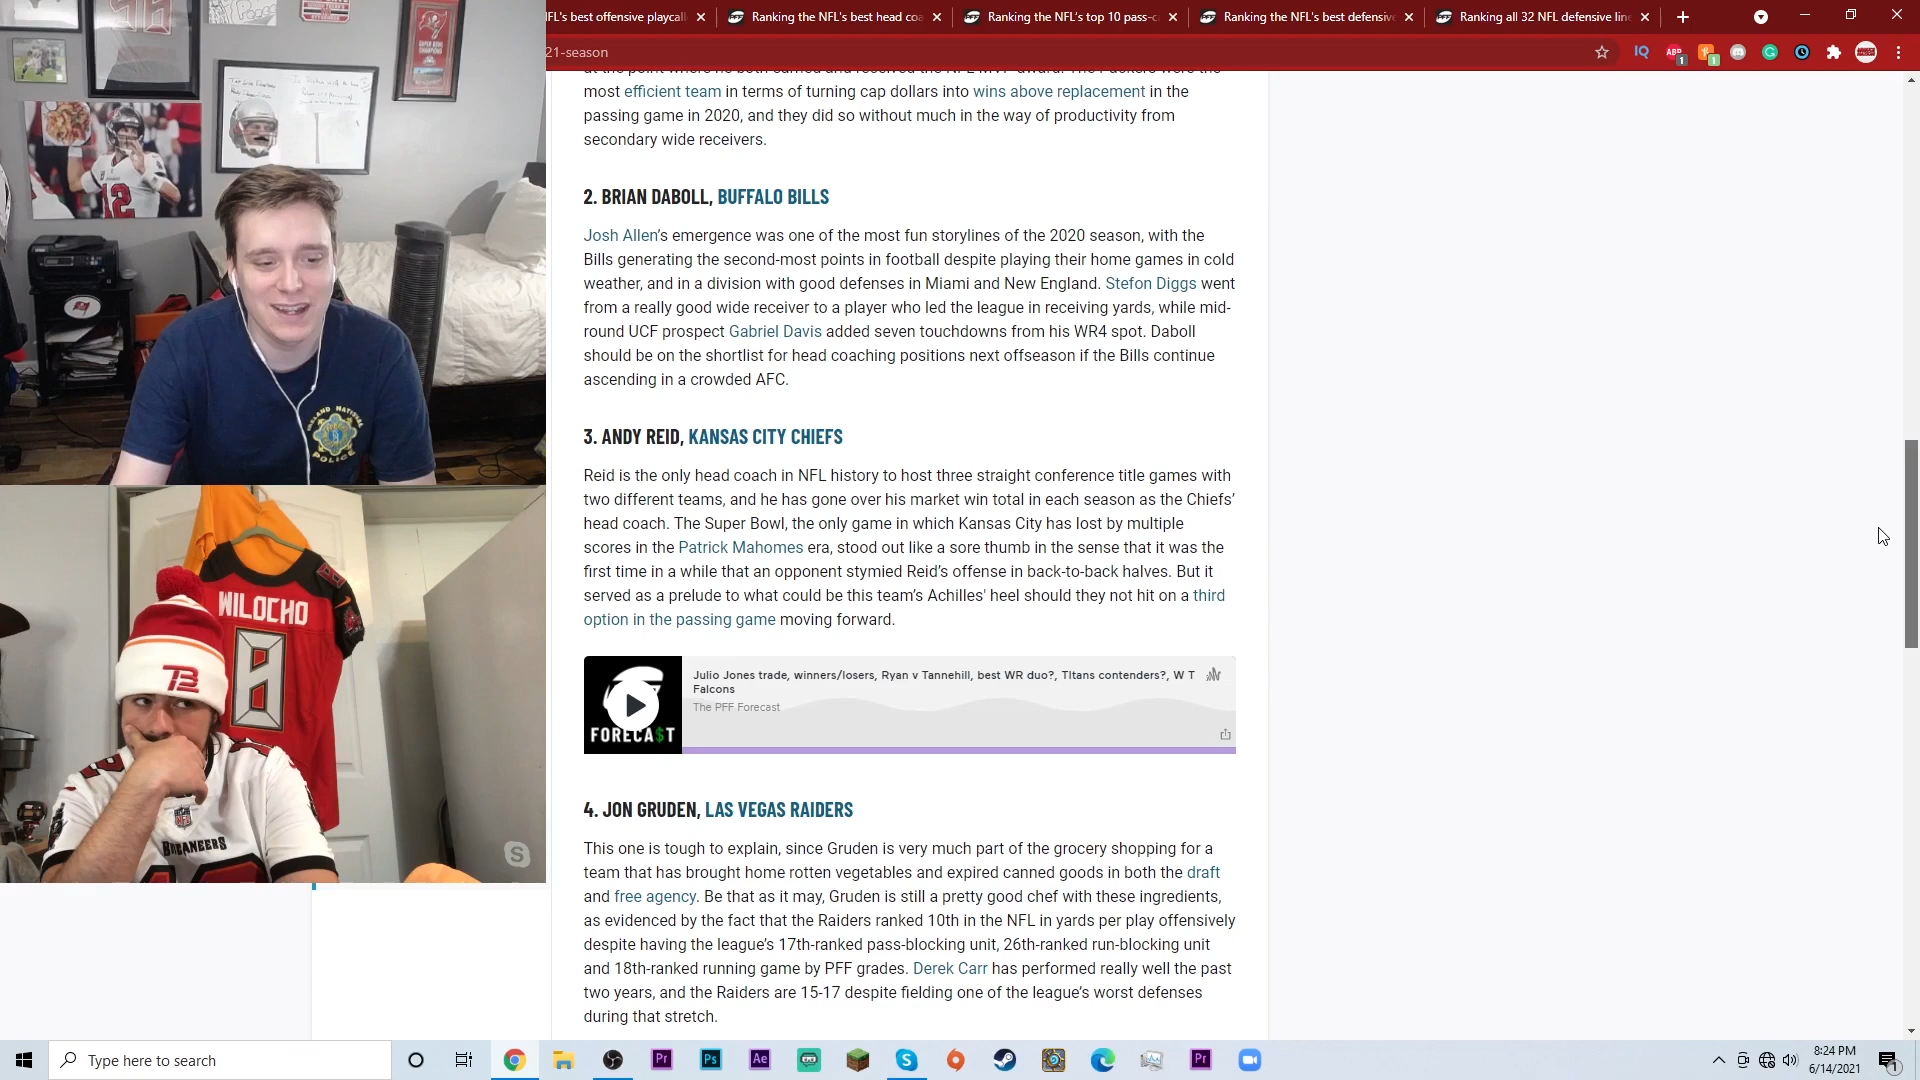 FL's best offensive playcall
Ranking the NFL's best head coa
Ranking the NFL's top 10 pass-c
Ranking the NFL's best defensive
Ranking all 32 NFL defensive line
21-season
most efficient team in terms of turning cap dollars into wins above replacement in the
passing game in 2020, and they did so without much in the way of productivity from
secondary wide receivers.
2. BRIAN DABOLL, BUFFALO BILLS
Josh Allen's emergence was one of the most fun storylines of the 2020 season, with the
Bills generating the second-most points in football despite playing their home games in cold
weather, and in a division with good defenses in Miami and New England. Stefon Diggs went
from a really good wide receiver to a player who led the league in receiving yards, while mid-
round UCF prospect Gabriel Davis added seven touchdowns from his WR4 spot. Daboll
should be on the shortlist for head coaching positions next offseason if the Bills continue
ascending in a crowded AFC.
3. ANDY REID, KANSAS CITY CHIEFS
Reid is the only head coach in NFL history to host three straight conference title games with
two different teams, and he has gone over his market win total in each season as the Chiefs'
head coach. The Super Bowl, the only game in which Kansas City has lost by multiple
scores in the Patrick Mahomes era, stood out like a sore thumb in the sense that it was the
first time in a while that an opponent stymied Reid's offense in back-to-back halves. But it
served as a prelude to what could be this team's Achilles' heel should they not hit on a third
option in the passing game moving forward.
FORECA$T
Julio Jones trade, winners/losers, Ryan v Tannehill, best WR duo?, TItans contenders?, W T
Falcons
The PFF Forecast
4. JON GRUDEN, LAS VEGAS RAIDERS
This one is tough to explain, since Gruden is very much part of the grocery shopping for a
team that has brought home rotten vegetables and expired canned goods in both the draft
and free agency. Be that as it may, Gruden is still a pretty good chef with these ingredients,
as evidenced by the fact that the Raiders ranked 10th in the NFL in yards per play offensively
despite having the league's 17th-ranked pass-blocking unit, 26th-ranked run-blocking unit
and 18th-ranked running game by PFF grades. Derek Carr has performed really well the past
two years, and the Raiders are 15-17 despite fielding one of the league's worst defenses
during that stretch.
12
POLICE
WILOCHO
8
TB
NFL
BUCCANEERS
Type here to search
8:24 PM
6/14/2021